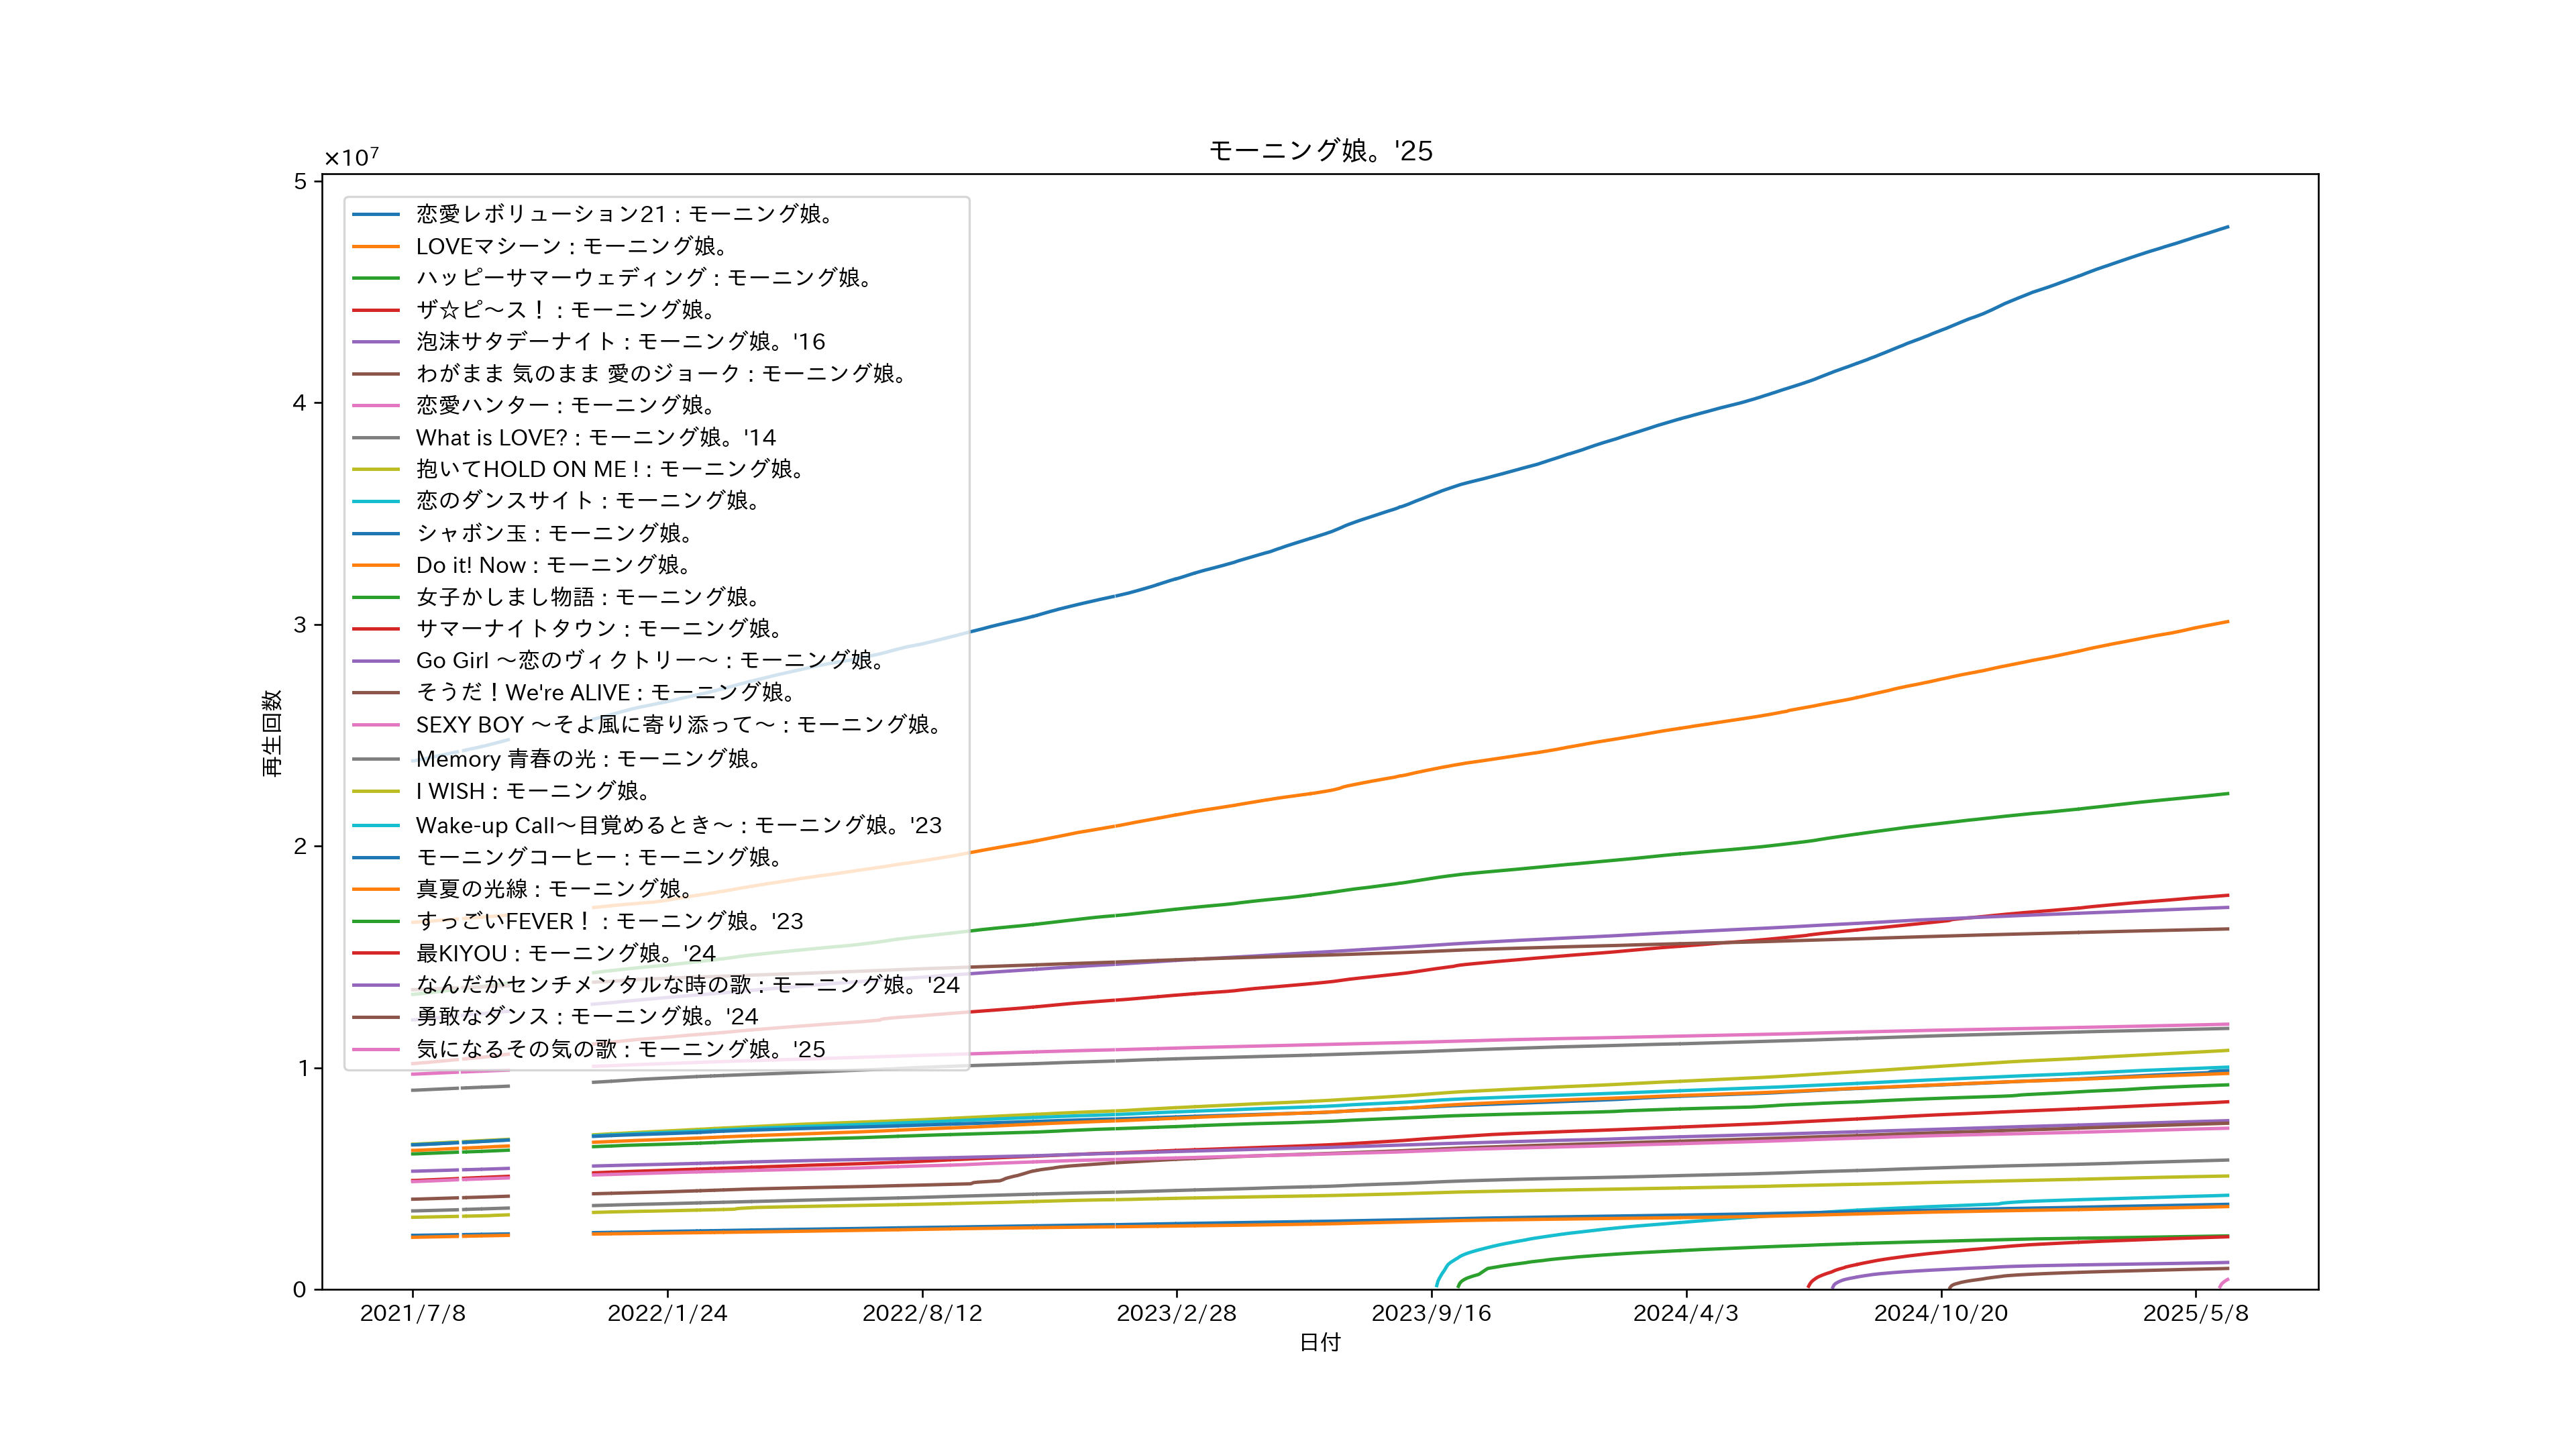 モーニング娘。'25
×10⁷
5
4
3
2
1
0
再生回数
恋愛レボリューション21 : モーニング娘。
LOVEマシーン : モーニング娘。
ハッピーサマーウェディング : モーニング娘。
ザ☆ピ〜ス！ : モーニング娘。
泡沫サタデーナイト : モーニング娘。'16
わがまま 気のまま 愛のジョーク : モーニング娘。
恋愛ハンター : モーニング娘。
What is LOVE? : モーニング娘。'14
抱いてHOLD ON ME ! : モーニング娘。
恋のダンスサイト : モーニング娘。
シャボン玉 : モーニング娘。
Do it! Now : モーニング娘。
女子かしまし物語 : モーニング娘。
サマーナイトタウン : モーニング娘。
Go Girl 〜恋のヴィクトリー〜 : モーニング娘。
そうだ！We're ALIVE : モーニング娘。
SEXY BOY 〜そよ風に寄り添って〜 : モーニング娘。
Memory 青春の光 : モーニング娘。
I WISH : モーニング娘。
Wake-up Call〜目覚めるとき〜 : モーニング娘。'23
モーニングコーヒー : モーニング娘。
真夏の光線 : モーニング娘。
すっごいFEVER！ : モーニング娘。'23
最KIYOU : モーニング娘。'24
なんだかセンチメンタルな時の歌 : モーニング娘。'24
勇敢なダンス : モーニング娘。'24
気になるその気の歌 : モーニング娘。'25
2021/7/8 2022/1/24 2022/8/12 2023/2/28 2023/9/16 2024/4/3 2024/10/20 2025/5/8
日付